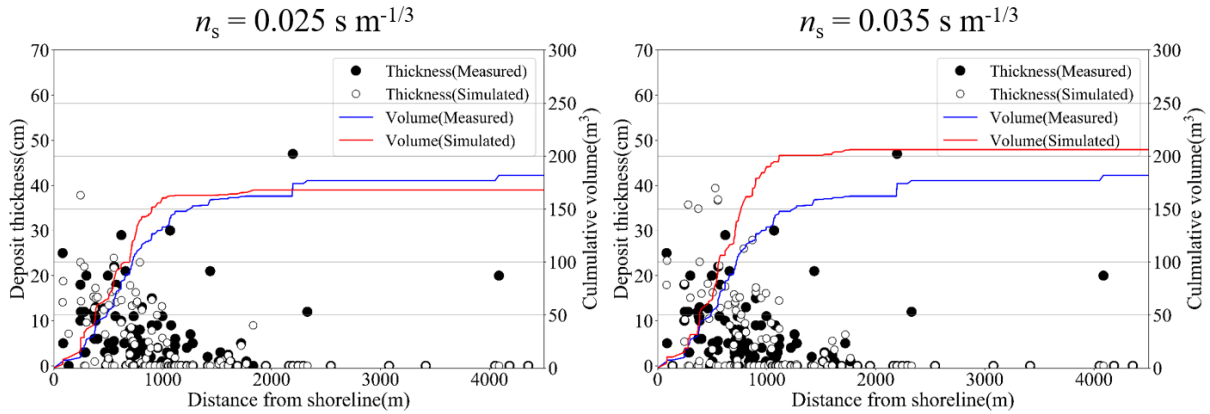 nₛ = 0.025 s m⁻¹/³
70
60
50
40
30
20
10
0
Deposit thickness(cm)
300
250
200
150
100
50
0
Culmulative volume(m³)
Thickness(Measured)
Thickness(Simulated)
Volume(Measured)
Volume(Simulated)
0
1000
2000
3000
4000
Distance from shoreline(m)
nₛ = 0.035 s m⁻¹/³
70
60
50
40
30
20
10
0
Deposit thickness(cm)
300
250
200
150
100
50
0
Culmulative volume(m³)
Thickness(Measured)
Thickness(Simulated)
Volume(Measured)
Volume(Simulated)
0
1000
2000
3000
4000
Distance from shoreline(m)